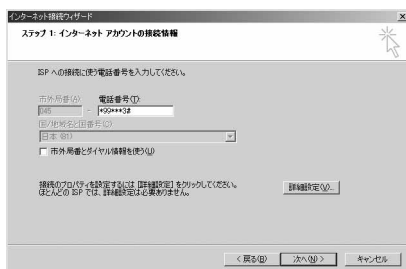 インターネット接続ウィザード
ステップ 1: インターネット アカウントの接続情報
ISP への接続に使う電話番号を入力してください。
市外局番(A): 電話番号(T):
045 - *99***3#
国/地域名と国番号(C):
日本 (81)
市外局番とダイヤル情報を使う(U)
接続のプロパティを設定するには [詳細設定] をクリックしてください。
ほとんどの ISP では、詳細設定は必要ありません。
詳細設定(V)...
< 戻る(B) 次へ(N) > キャンセル